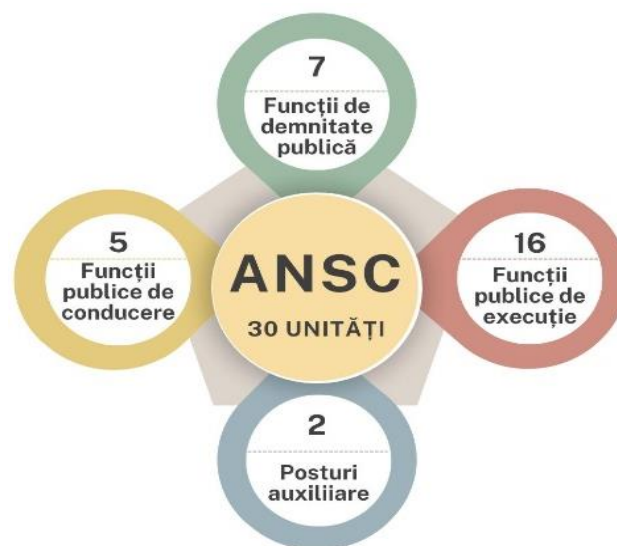 7
Funcții de
demnitate
publică
5
Funcții
publice de
conducere
ANSC
30 UNITĂȚI
16
Funcții
publice de
execuție
2
Posturi
auxiliiare